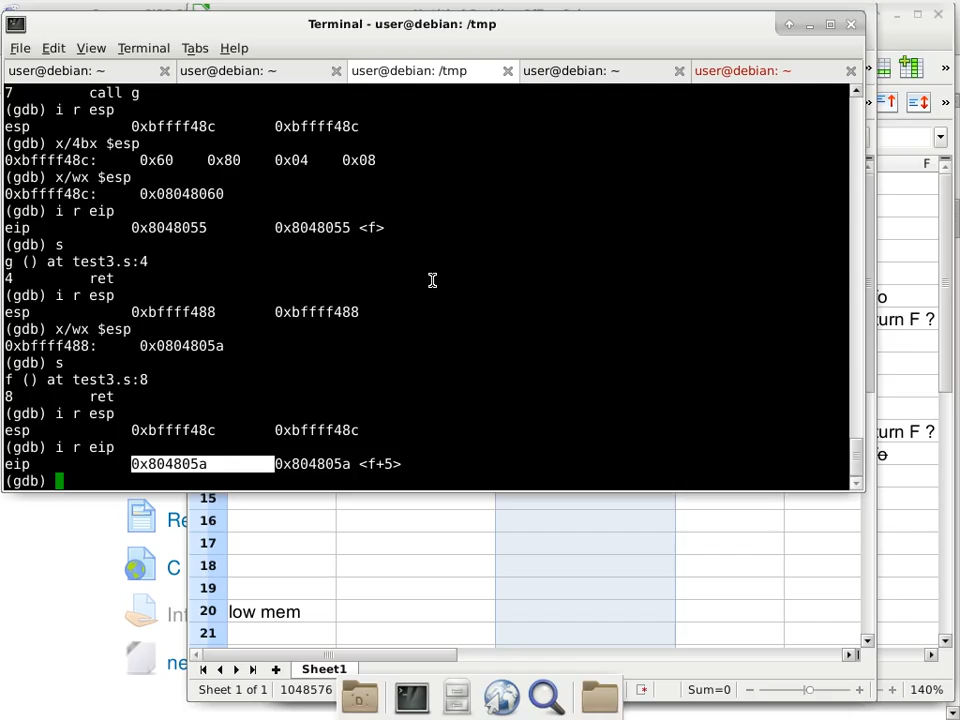 Terminal - user@debian: /tmp
File Edit View Terminal Tabs Help
user@debian: ~
user@debian: ~
user@debian: /tmp
user@debian: ~
user@debian: ~
7 call g
(gdb) i r esp
esp 0xbffff48c 0xbffff48c
(gdb) x/4bx $esp
0xbffff48c: 0x60 0x80 0x04 0x08
(gdb) x/wx $esp
0xbffff48c: 0x08048060
(gdb) i r eip
eip 0x8048055 0x8048055 <f>
(gdb) s
g () at test3.s:4
4 ret
(gdb) i r esp
esp 0xbffff488 0xbffff488
(gdb) x/wx $esp
0xbffff488: 0x0804805a
(gdb) s
f () at test3.s:8
8 ret
(gdb) i r esp
esp 0xbffff48c 0xbffff48c
(gdb) i r eip
eip 0x804805a 0x804805a <f+5>
(gdb)
»
»
F
urn F ?
urn F ?
Re
C
Int
ne
15
16
17
18
19
20 low mem
21
Sheet1
Sheet 1 of 1 1048576 Sum=0 140%